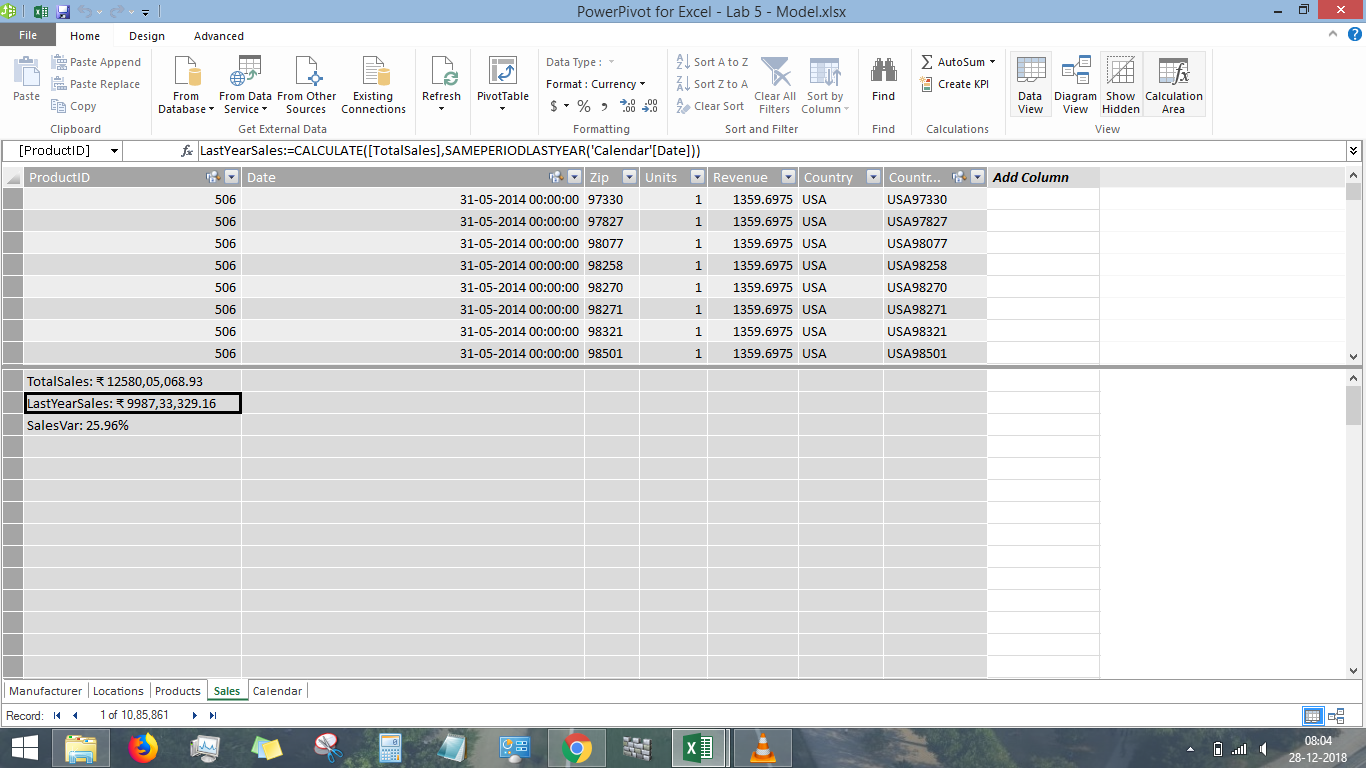 PowerPivot for Excel - Lab 5 - Model.xlsx
File Home Design Advanced
Paste
Paste Append
Paste Replace
Copy
Clipboard
From Database
From Data Service
From Other Sources
Existing Connections
Get External Data
Refresh
PivotTable
Data Type :
Format : Currency
$ % ,
Formatting
Sort A to Z
Sort Z to A
Clear Sort
Clear All Filters
Sort by Column
Sort and Filter
Find
Find
AutoSum
Create KPI
Calculations
Data View
Diagram View
Show Hidden
Calculation Area
View
[ProductID] fx LastYearSales:=CALCULATE([TotalSales],SAMEPERIODLASTYEAR('Calendar'[Date]))
ProductID Date Zip Units Revenue Country Countr... Add Column
506 31-05-2014 00:00:00 97330 1 1359.6975 USA USA97330
506 31-05-2014 00:00:00 97827 1 1359.6975 USA USA97827
506 31-05-2014 00:00:00 98077 1 1359.6975 USA USA98077
506 31-05-2014 00:00:00 98258 1 1359.6975 USA USA98258
506 31-05-2014 00:00:00 98270 1 1359.6975 USA USA98270
506 31-05-2014 00:00:00 98271 1 1359.6975 USA USA98271
506 31-05-2014 00:00:00 98321 1 1359.6975 USA USA98321
506 31-05-2014 00:00:00 98501 1 1359.6975 USA USA98501
TotalSales: ₹ 12580,05,068.93
LastYearSales: ₹ 9987,33,329.16
SalesVar: 25.96%
Manufacturer Locations Products Sales Calendar
Record: 1 of 10,85,861
08:04
28-12-2018